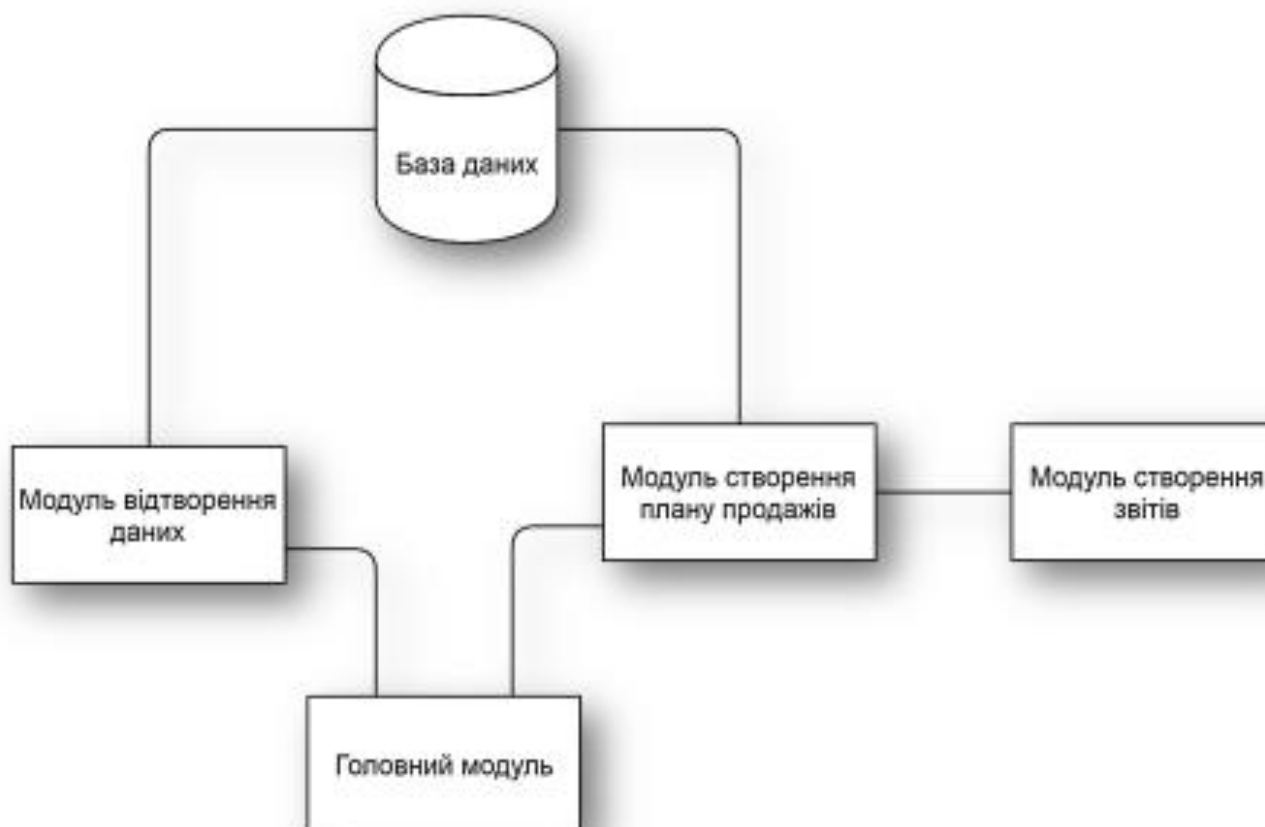 База даних
Модуль відтворення
даних
Модуль створення
плану продажів
Модуль створення
звітів
Головний модуль